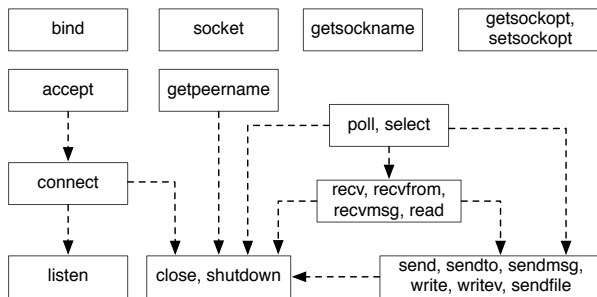 bind
socket
getsockname
getsockopt,
setsockopt
accept
getpeername
poll, select
connect
recv, recvfrom,
recvmsg, read
listen
close, shutdown
send, sendto, sendmsg,
write, writev, sendfile